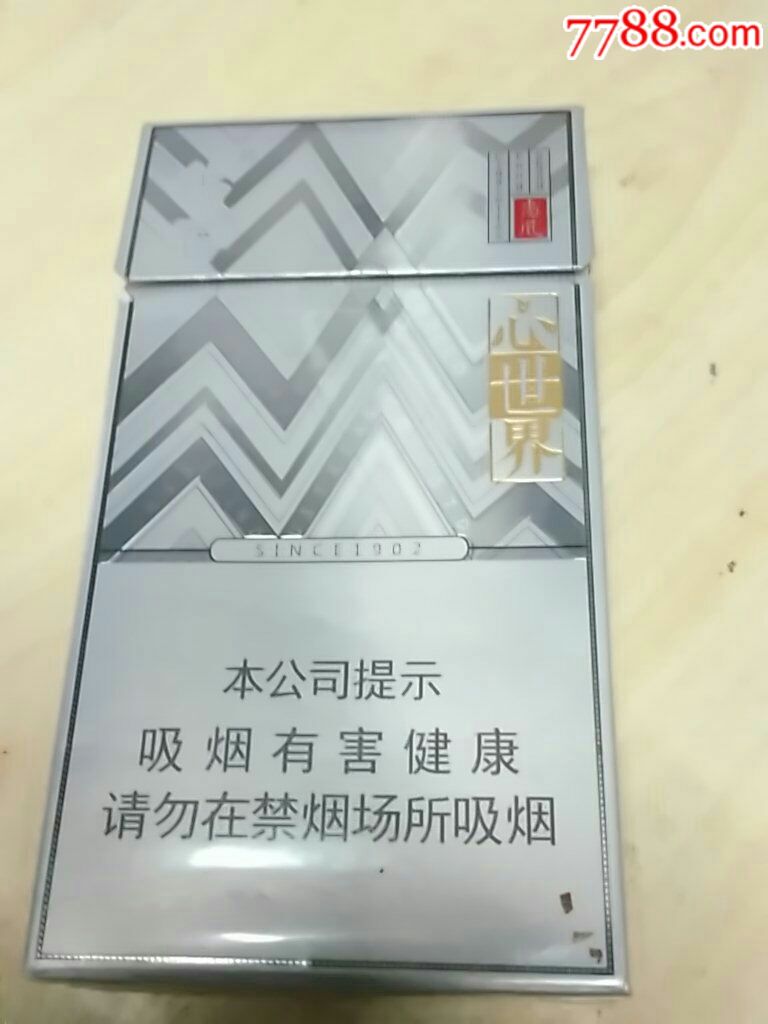 7788.com
心世界
SINCE1902
本公司提示
吸烟有害健康
请勿在禁烟场所吸烟